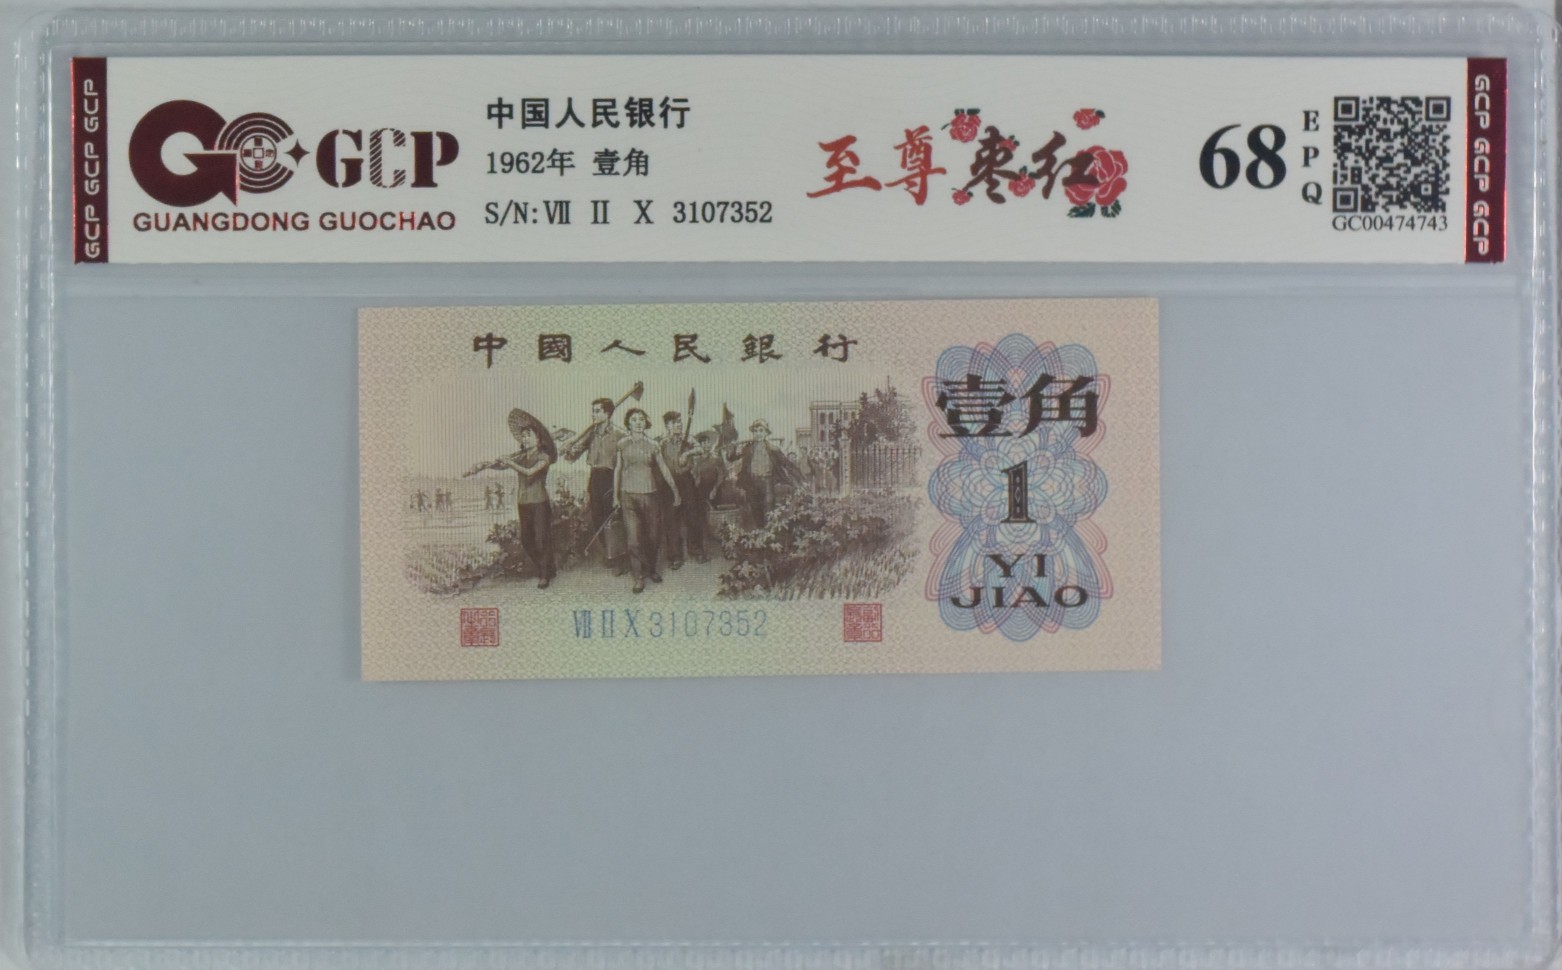 GCP GCP GCP
GCP
GUANGDONG GUOCHAO
中国人民银行
1962年 壹角
S/N: Ⅶ Ⅱ Ⅹ 3107352
至尊枣红
68
EPQ
GC00474743
GCP GCP GCP
中國人民銀行
壹角
1
YI
JIAO
Ⅶ Ⅱ Ⅹ 3107352